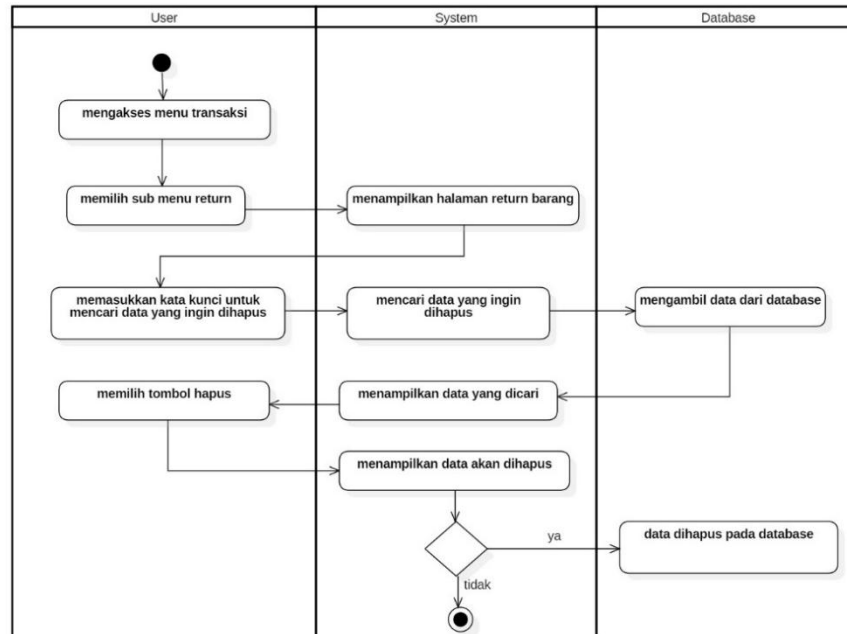 User
System
Database
mengakses menu transaksi
memilih sub menu return
menampilkan halaman return barang
memasukkan kata kunci untuk
mencari data yang ingin dihapus
mencari data yang ingin
dihapus
mengambil data dari database
memilih tombol hapus
menampilkan data yang dicari
menampilkan data akan dihapus
ya
data dihapus pada database
tidak